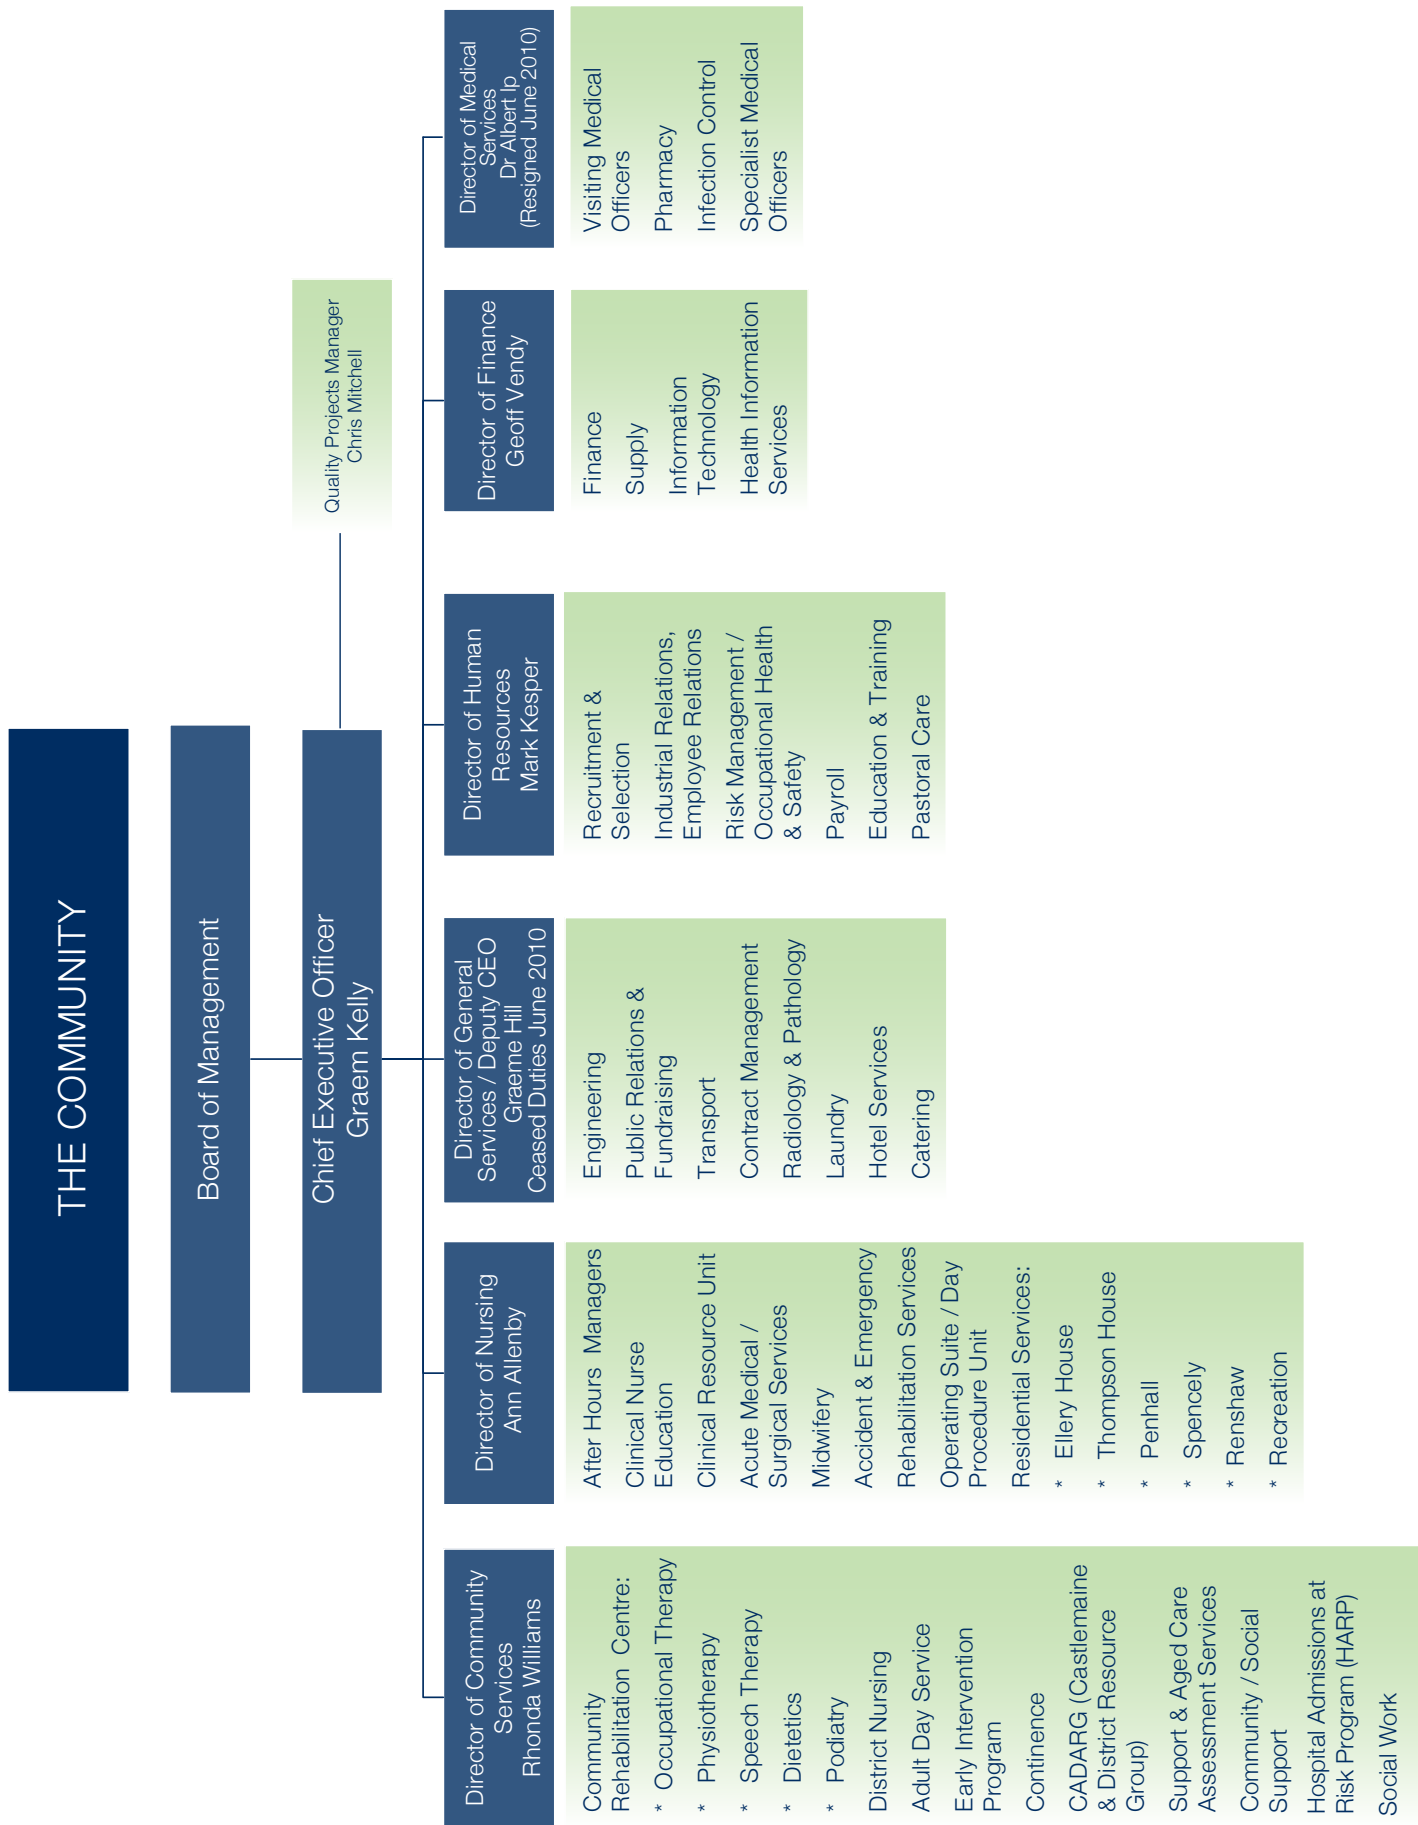 THE COMMUNITY
Board of Management
Chief Executive Officer
Graem Kelly
Quality Projects Manager
Chris Mitchell
Director of Community
Services
Rhonda Williams
Community
Rehabilitation Centre:
* Occupational Therapy
* Physiotherapy
* Speech Therapy
* Dietetics
* Podiatry
District Nursing
Adult Day Service
Early Intervention
Program
Continence
CADARG (Castlemaine
& District Resource
Group)
Support & Aged Care
Assessment Services
Community / Social
Support
Hospital Admissions at
Risk Program (HARP)
Social Work
Director of Nursing
Ann Allenby
After Hours Managers
Clinical Nurse
Education
Clinical Resource Unit
Acute Medical /
Surgical Services
Midwifery
Accident & Emergency
Rehabilitation Services
Operating Suite / Day
Procedure Unit
Residential Services:
* Ellery House
* Thompson House
* Penhall
* Spencely
* Renshaw
* Recreation
Director of General
Services / Deputy CEO
Graeme Hill
Ceased Duties June 2010
Engineering
Public Relations &
Fundraising
Transport
Contract Management
Radiology & Pathology
Laundry
Hotel Services
Catering
Director of Human
Resources
Mark Kesper
Recruitment &
Selection
Industrial Relations,
Employee Relations
Risk Management /
Occupational Health
& Safety
Payroll
Education & Training
Pastoral Care
Director of Finance
Geoff Vendy
Finance
Supply
Information
Technology
Health Information
Services
Director of Medical
Services
Dr Albert Ip
(Resigned June 2010)
Visiting Medical
Officers
Pharmacy
Infection Control
Specialist Medical
Officers